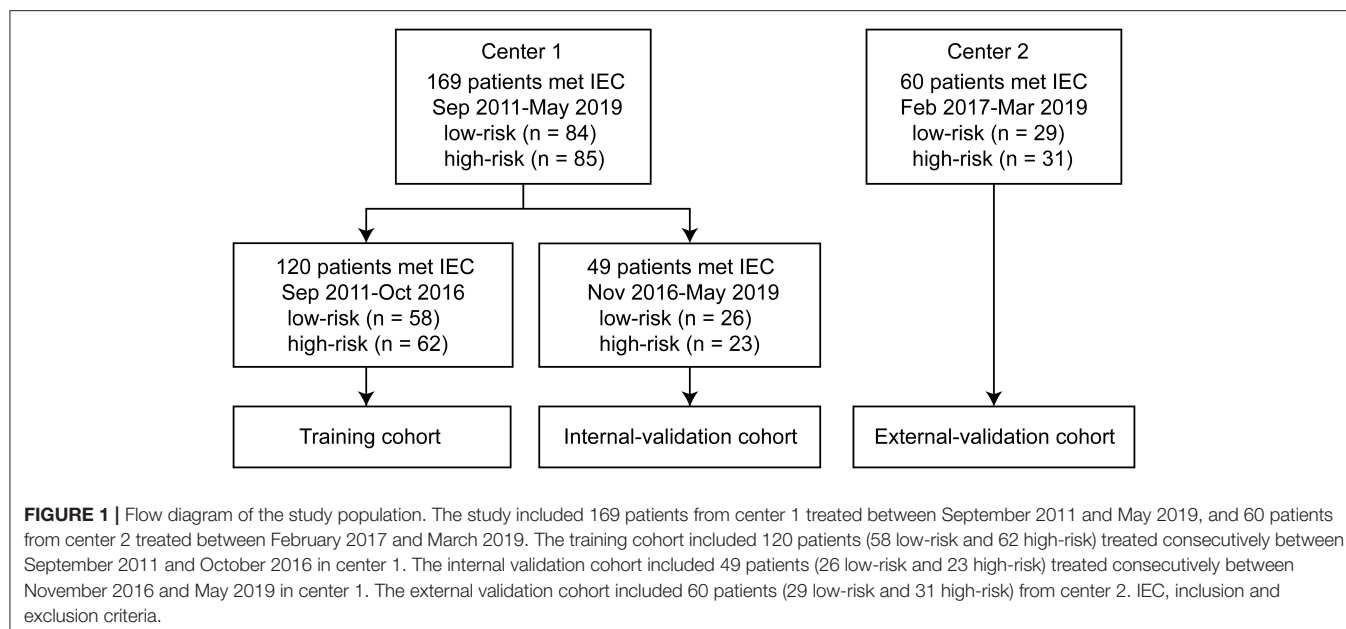 Center 1
169 patients met IEC
Sep 2011-May 2019
low-risk (n = 84)
high-risk (n = 85)
Center 2
60 patients met IEC
Feb 2017-Mar 2019
low-risk (n = 29)
high-risk (n = 31)
120 patients met IEC
Sep 2011-Oct 2016
low-risk (n = 58)
high-risk (n = 62)
49 patients met IEC
Nov 2016-May 2019
low-risk (n = 26)
high-risk (n = 23)
Training cohort
Internal-validation cohort
External-validation cohort
FIGURE 1 | Flow diagram of the study population. The study included 169 patients from center 1 treated between September 2011 and May 2019, and 60 patients
from center 2 treated between February 2017 and March 2019. The training cohort included 120 patients (58 low-risk and 62 high-risk) treated consecutively between
September 2011 and October 2016 in center 1. The internal validation cohort included 49 patients (26 low-risk and 23 high-risk) treated consecutively between
November 2016 and May 2019 in center 1. The external validation cohort included 60 patients (29 low-risk and 31 high-risk) from center 2. IEC, inclusion and
exclusion criteria.